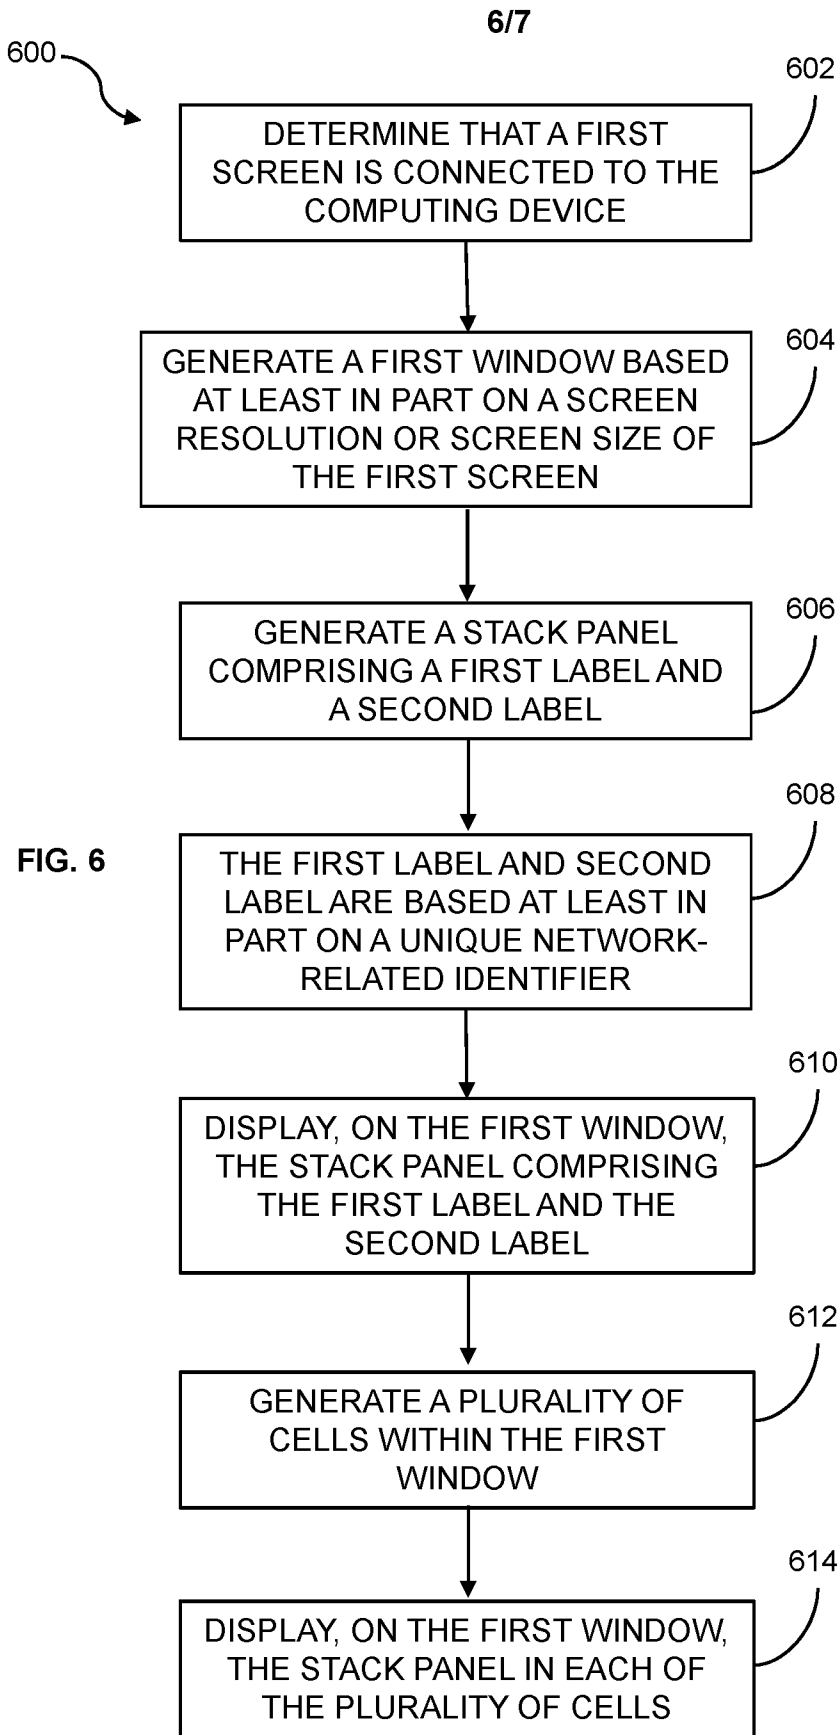 6/7
600
602
DETERMINE THAT A FIRST
SCREEN IS CONNECTED TO THE
COMPUTING DEVICE
604
GENERATE A FIRST WINDOW BASED
AT LEAST IN PART ON A SCREEN
RESOLUTION OR SCREEN SIZE OF
THE FIRST SCREEN
606
GENERATE A STACK PANEL
COMPRISING A FIRST LABEL AND
A SECOND LABEL
608
FIG. 6
THE FIRST LABEL AND SECOND
LABEL ARE BASED AT LEAST IN
PART ON A UNIQUE NETWORK-
RELATED IDENTIFIER
610
DISPLAY, ON THE FIRST WINDOW,
THE STACK PANEL COMPRISING
THE FIRST LABEL AND THE
SECOND LABEL
612
GENERATE A PLURALITY OF
CELLS WITHIN THE FIRST
WINDOW
614
DISPLAY, ON THE FIRST WINDOW,
THE STACK PANEL IN EACH OF
THE PLURALITY OF CELLS